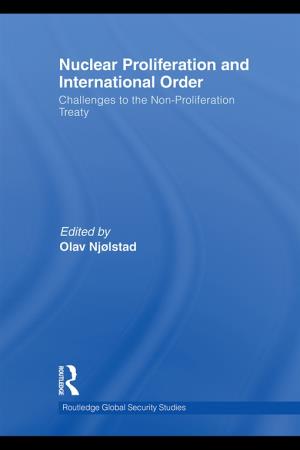 Nuclear Proliferation and
International Order
Challenges to the Non-Proliferation
Treaty
Edited by
Olav Njølstad
ROUTLEDGE
Routledge Global Security Studies